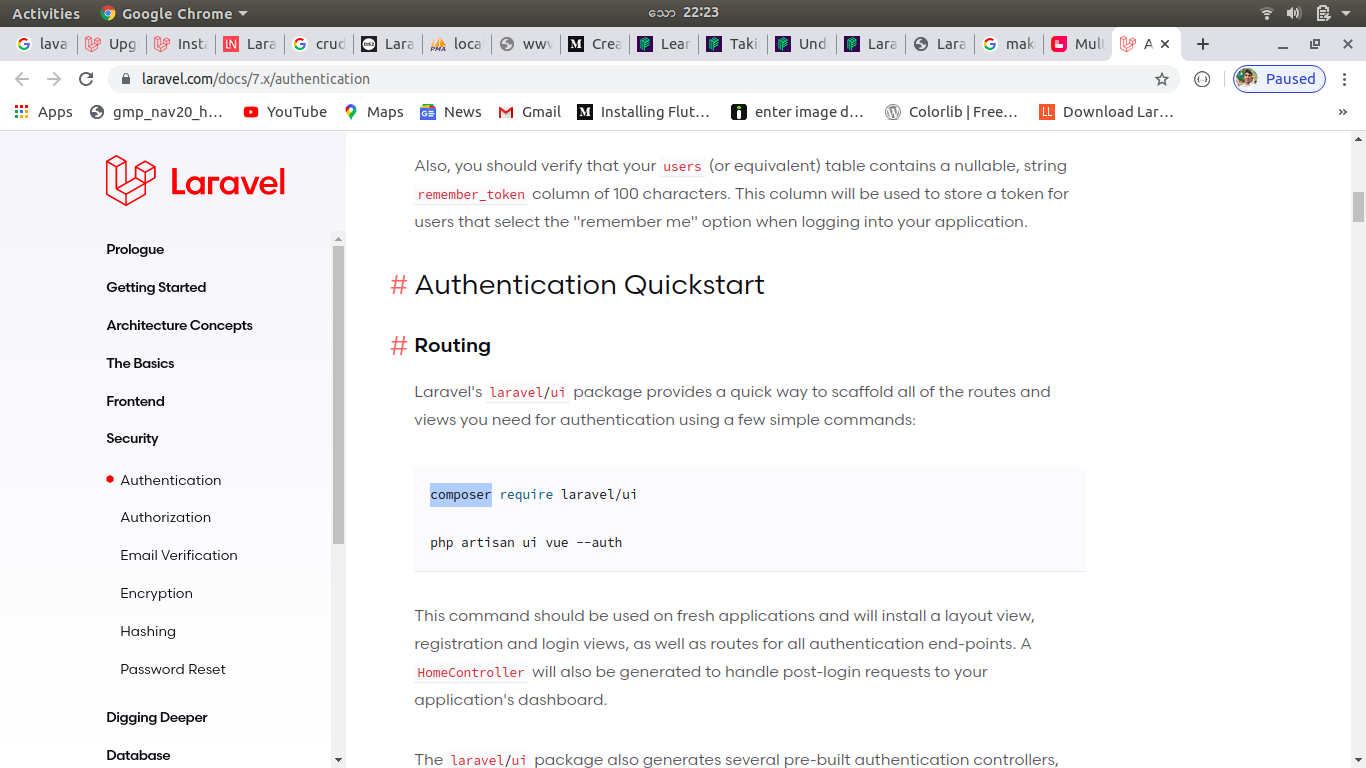 Activities
Google Chrome
သော 22:23
lava
Upg
Insta
LN Lara
crud
Lara
PMA loca
www
M Crea
Lear
Taki
Und
Lara
Lara
mak
Mult
A
laravel.com/docs/7.x/authentication
Paused
Apps
gmp_nav20_h...
YouTube
Maps
News
Gmail
M Installing Flut...
enter image d...
Colorlib | Free...
LL Download Lar...
»
Laravel
Prologue
Getting Started
Architecture Concepts
The Basics
Frontend
Security
Authentication
Authorization
Email Verification
Encryption
Hashing
Password Reset
Digging Deeper
Database
Also, you should verify that your users (or equivalent) table contains a nullable, string
remember_token column of 100 characters. This column will be used to store a token for
users that select the "remember me" option when logging into your application.
# Authentication Quickstart
# Routing
Laravel's laravel/ui package provides a quick way to scaffold all of the routes and
views you need for authentication using a few simple commands:
composer require laravel/ui
php artisan ui vue --auth
This command should be used on fresh applications and will install a layout view,
registration and login views, as well as routes for all authentication end-points. A
HomeController will also be generated to handle post-login requests to your
application's dashboard.
The laravel/ui package also generates several pre-built authentication controllers,